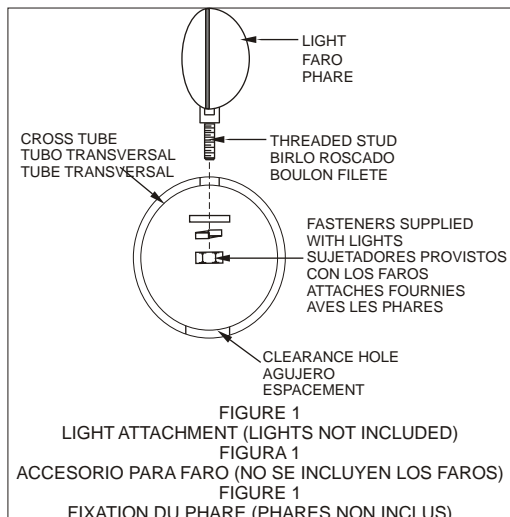 LIGHT
FARO
PHARE
CROSS TUBE
TUBO TRANSVERSAL
TUBE TRANSVERSAL
THREADED STUD
BIRLO ROSCADO
BOULON FILETE
FASTENERS SUPPLIED
WITH LIGHTS
SUJETADORES PROVISTOS
CON LOS FAROS
ATTACHES FOURNIES
AVES LES PHARES
CLEARANCE HOLE
AGUJERO
ESPACEMENT
FIGURE 1
LIGHT ATTACHMENT (LIGHTS NOT INCLUDED)
FIGURA 1
ACCESORIO PARA FARO (NO SE INCLUYEN LOS FAROS)
FIGURE 1
FIXATION DU PHARE (PHARES NON INCLUS)